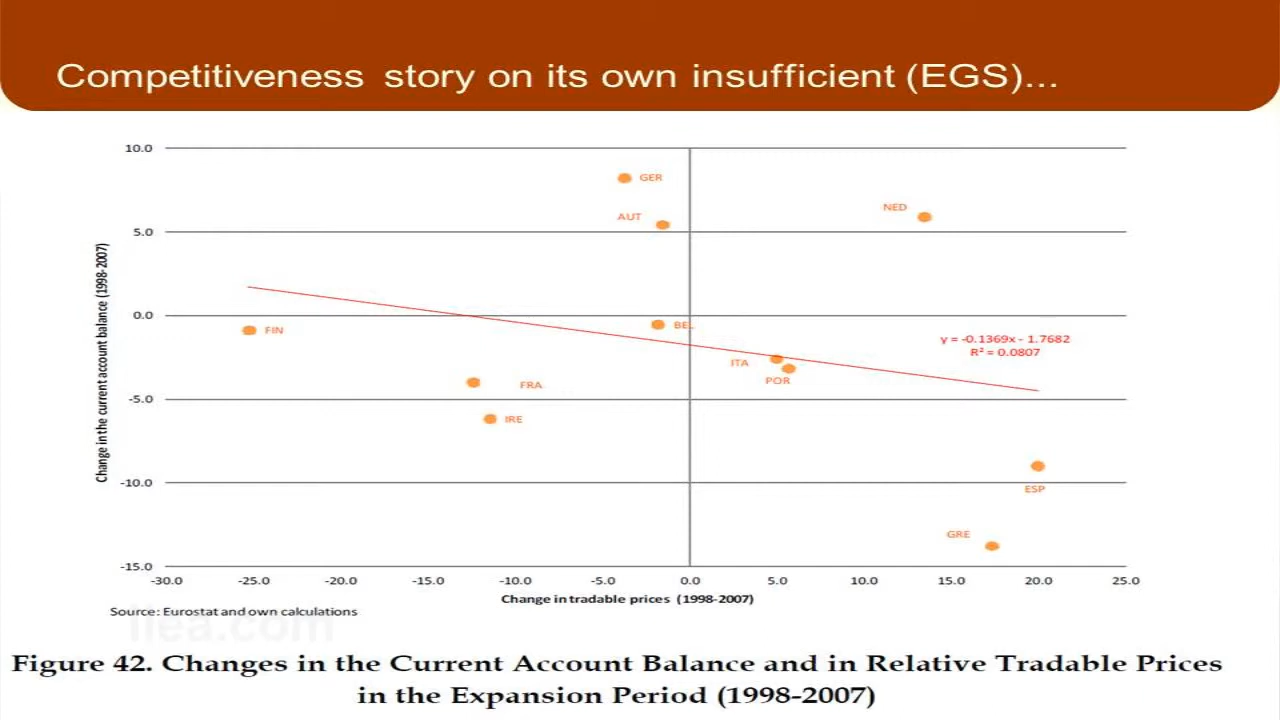 Competitiveness story on its own insufficient (EGS)...
10.0
5.0
0.0
-5.0
-10.0
-15.0
Change in the current account balance (1998-2007)
GER
AUT
NED
FIN
BEL
y = -0.1369x - 1.7682
R² = 0.0807
ITA
POR
FRA
IRE
ESP
GRE
-30.0 -25.0 -20.0 -15.0 -10.0 -5.0 0.0 5.0 10.0 15.0 20.0 25.0
Change in tradable prices (1998-2007)
Source: Eurostat and own calculations
iiea.com
Figure 42. Changes in the Current Account Balance and in Relative Tradable Prices
in the Expansion Period (1998-2007)